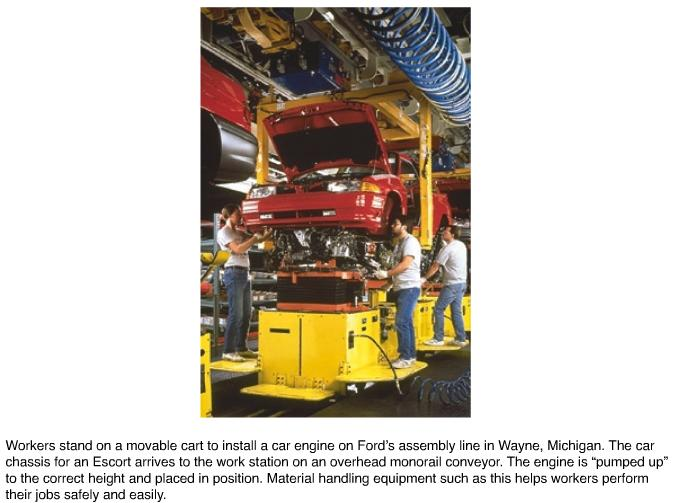 Workers stand on a movable cart to install a car engine on Ford's assembly line in Wayne, Michigan. The car
chassis for an Escort arrives to the work station on an overhead monorail conveyor. The engine is “pumped up”
to the correct height and placed in position. Material handling equipment such as this helps workers perform
their jobs safely and easily.